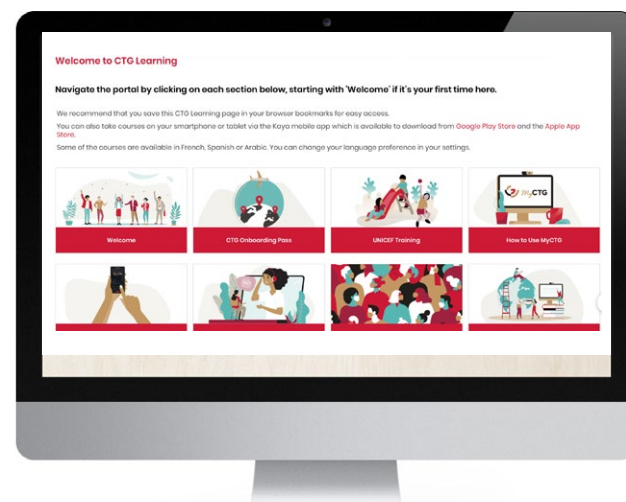 Welcome to CTG Learning
Navigate the portal by clicking on each section below, starting with 'Welcome' if it's your first time here.
We recommend that you save this CTG Learning page in your browser bookmarks for easy access.
You can also take courses on your smartphone or tablet via the Kaya mobile app which is available to download from Google Play Store and the Apple App
Store.
Some of the courses are available in French, Spanish or Arabic. You can change your language preference in your settings.
MyCTG
Welcome
CTG Onboarding Pass
UNICEF Training
How to Use MyCTG